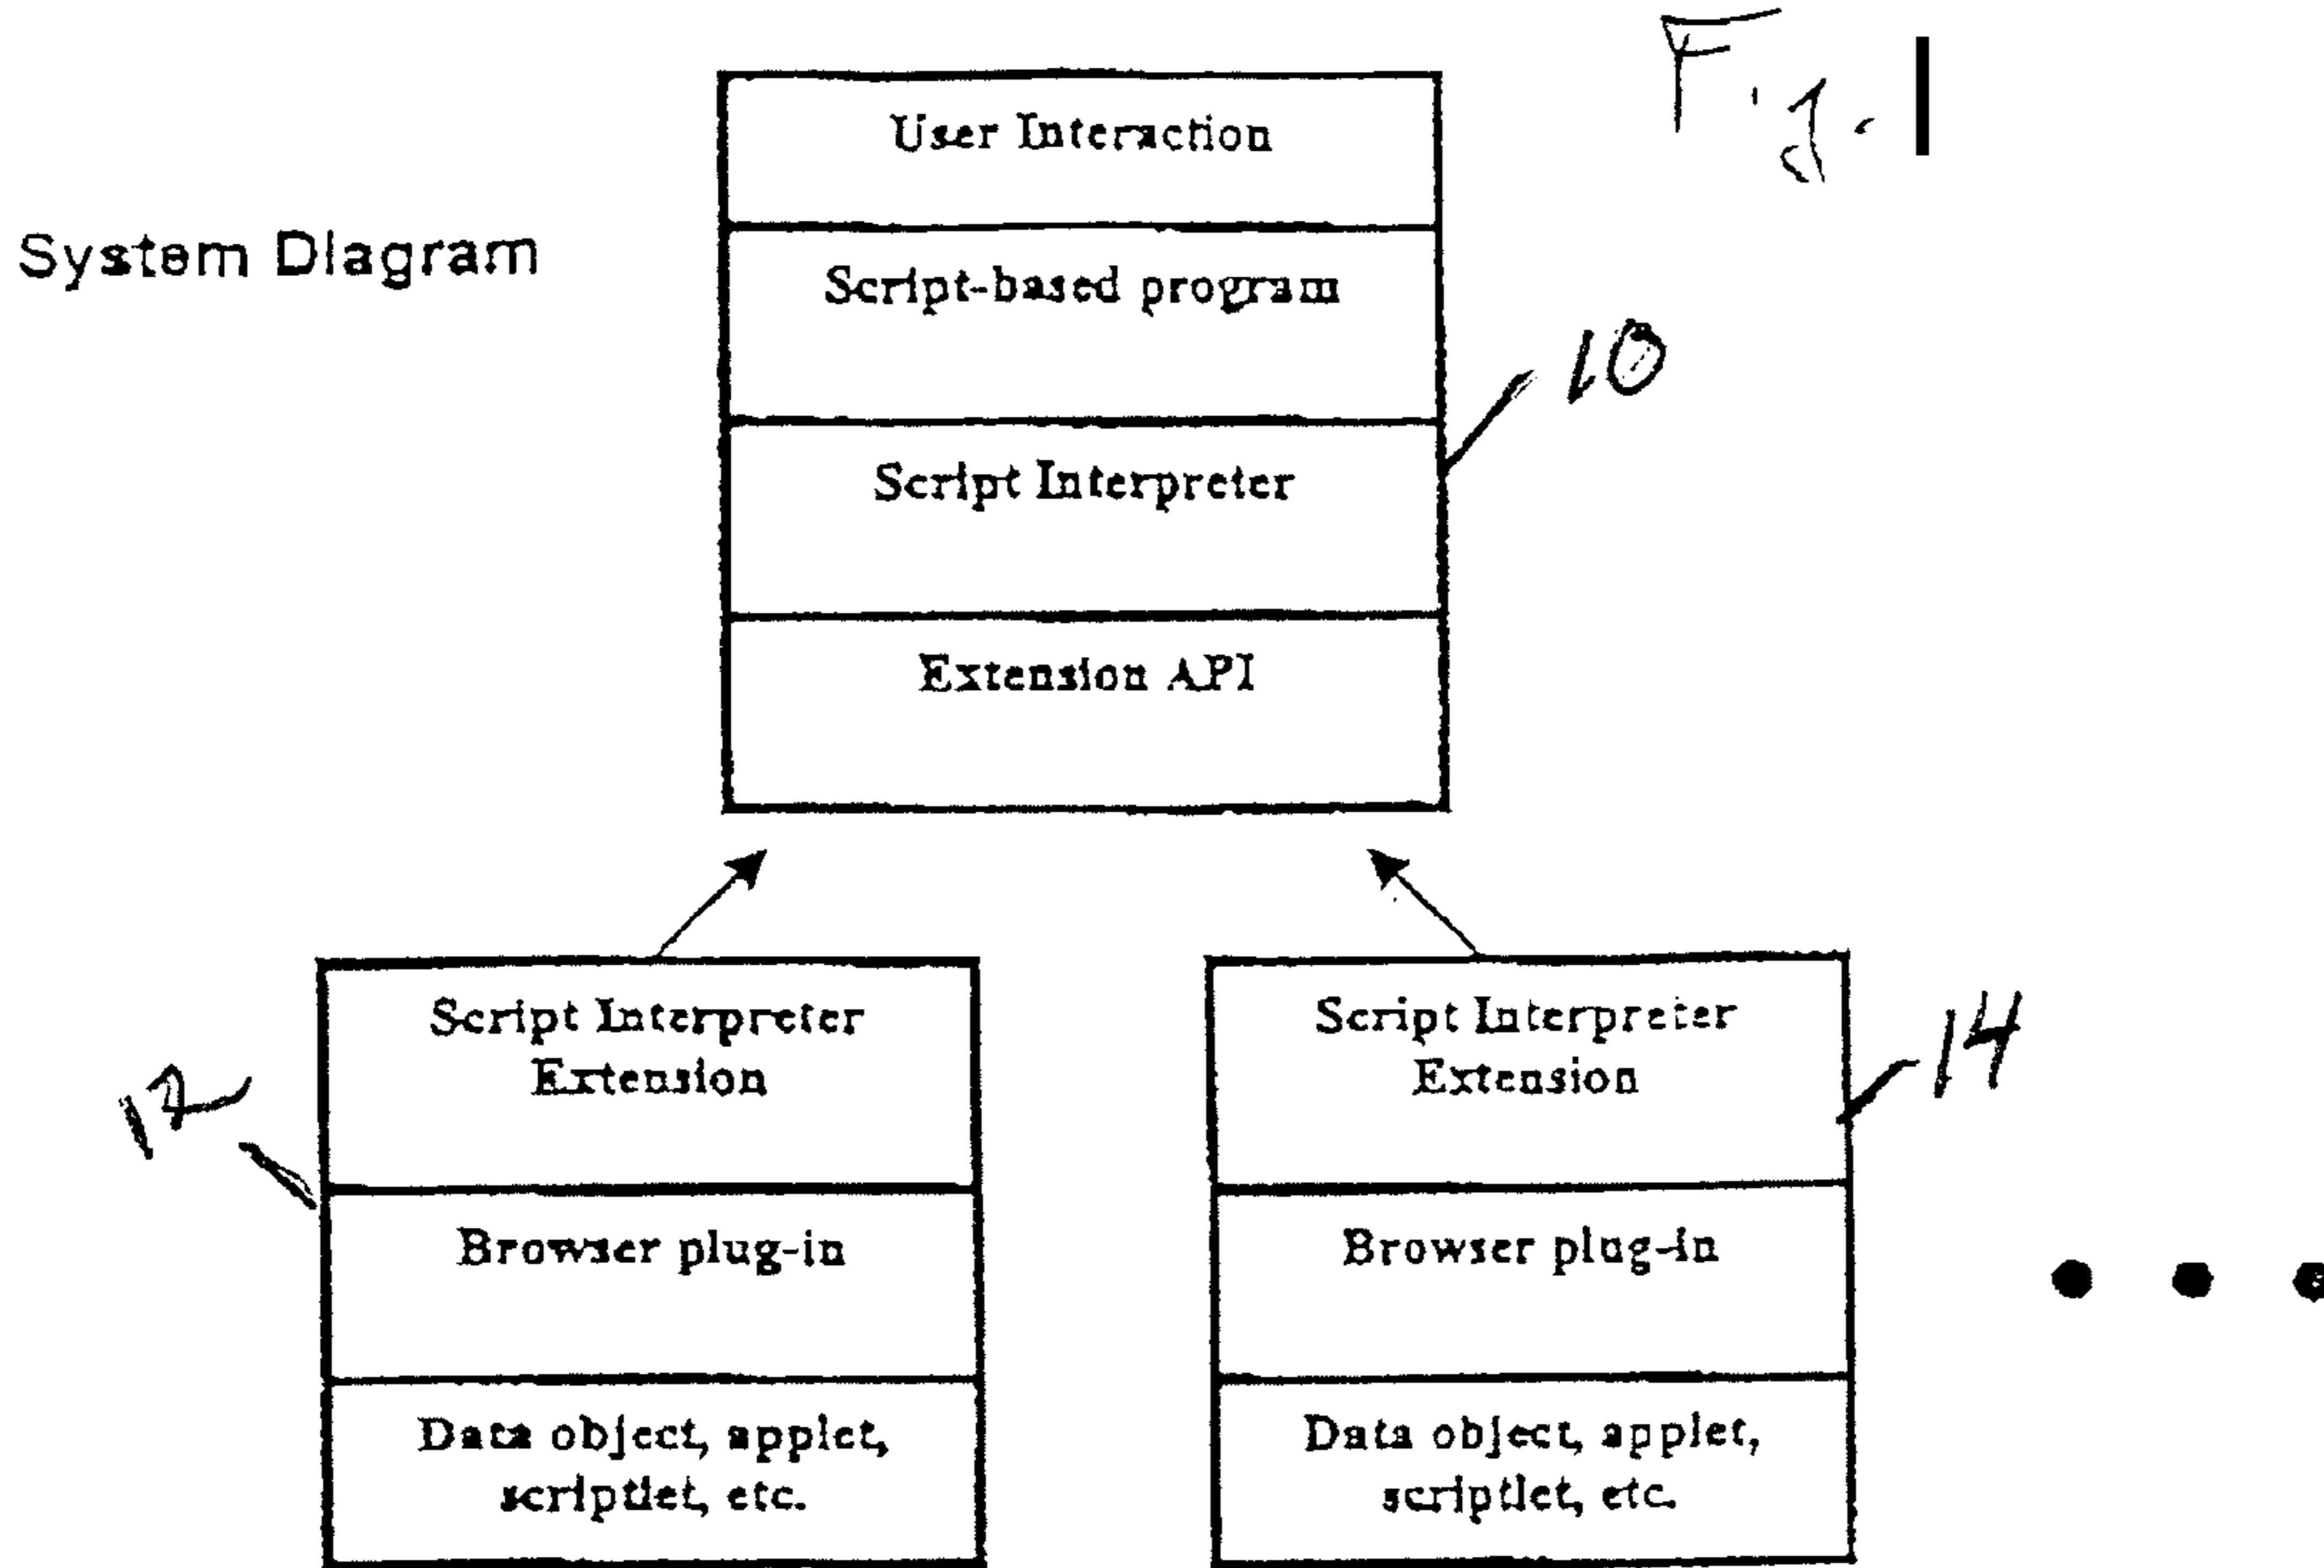 Fig. 1
User Interaction
System Diagram
Script-based program
10
Script Interpreter
Extension API
Script Interpreter
Extension
Script Interpreter
Extension
12
14
Browser plug-in
Browser plug-in
Data object, applet,
scriptlet, etc.
Data object, applet,
scriptlet, etc.